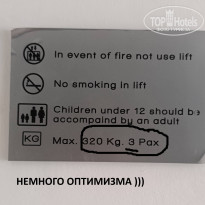 TOP Hotels
In event of fire not use lift
No smoking in lift
Children under 12 should be
accompaind by an adult
KG Max. 320 Kg. 3 Pax
НЕМНОГО ОПТИМИЗМА )))